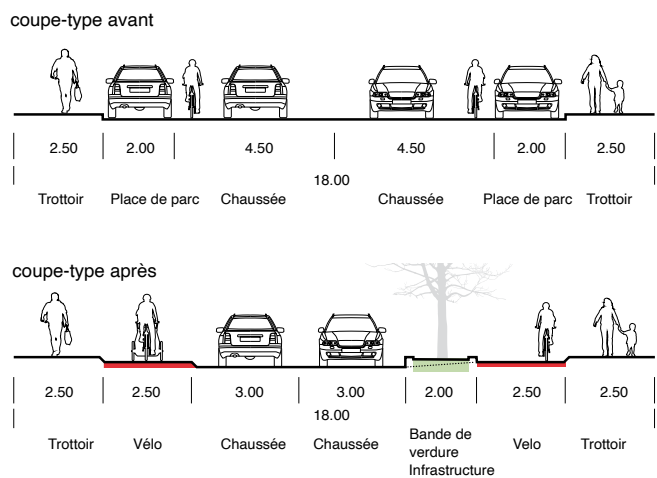 coupe-type avant
2.50 2.00 4.50 4.50 2.00 2.50
18.00
Trottoir Place de parc Chaussée Chaussée Place de parc Trottoir
coupe-type après
2.50 2.50 3.00 3.00 2.00 2.50 2.50
18.00
Trottoir Vélo Chaussée Chaussée Bande de Velo Trottoir
verdure
Infrastructure